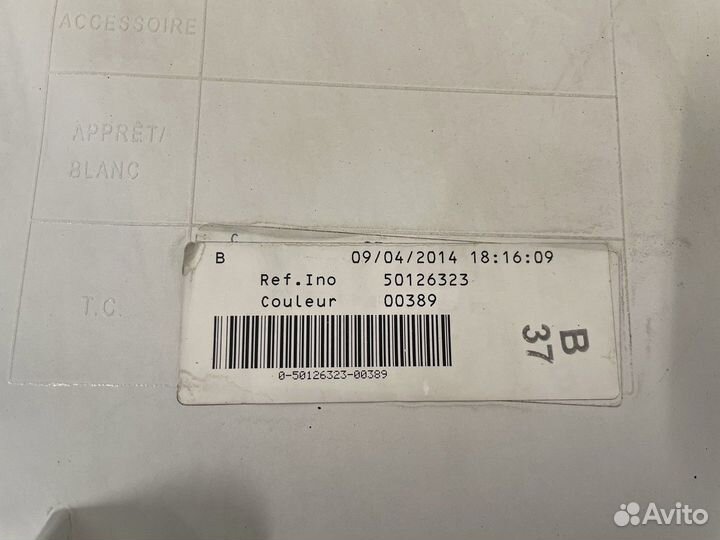 ACCESSOIRE
APPRÊT/
BLANC
T.C.
C
B 09/04/2014 18:16:09
Ref.Ino 50126323
Couleur 00389
0-50126323-00389
B
37
Avito